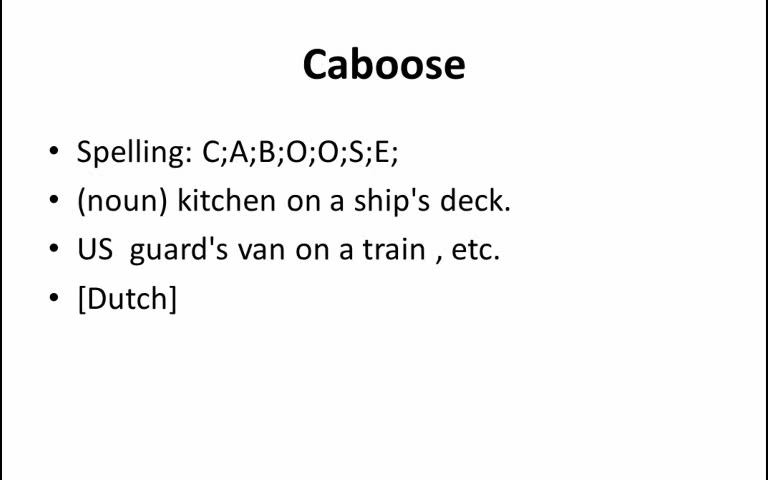 Caboose
• Spelling: C;A;B;O;O;S;E;
• (noun) kitchen on a ship's deck.
• US  guard's van on a train , etc.
• [Dutch]